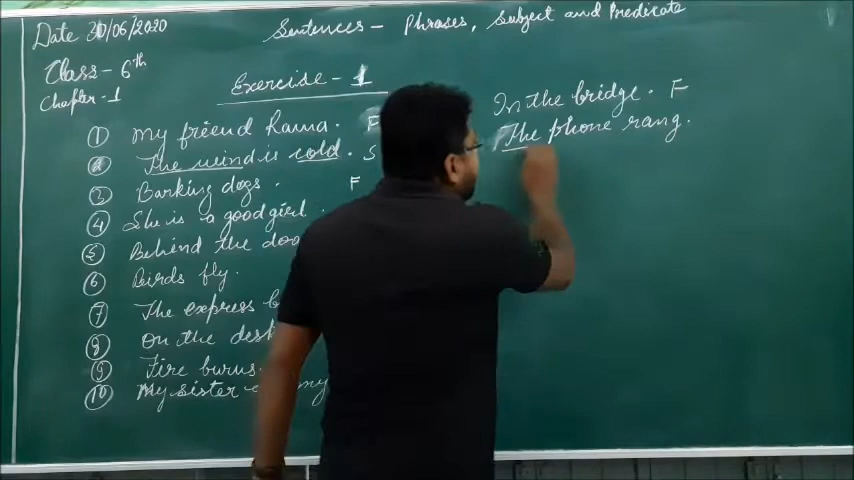 Date 30/06/2020
Sentences - Phrases, Subject and Predicate
Class - 6th
Chapter - 1
Exercise - 1
① My friend Rama. F
② The wind is cold. S
③ Barking dogs. F
④ She is a good girl.
⑤ Behind the doo
⑥ Birds fly.
⑦ The express
⑧ On the des
⑨ Fire burns.
⑩ My sister
In the bridge. F
The phone rang.